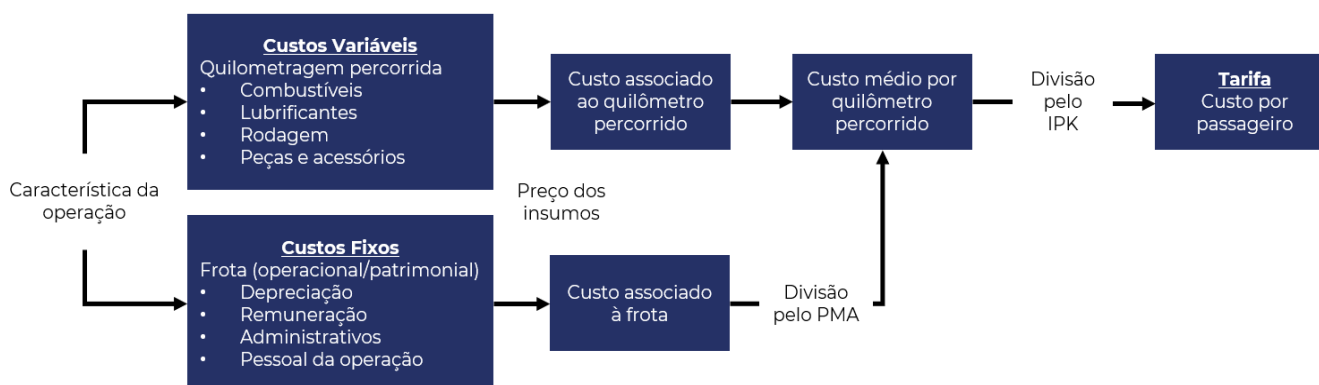 Característica da
operação
Custos Variáveis
Quilometragem percorrida
• Combustíveis
• Lubrificantes
• Rodagem
• Peças e acessórios
Custos Fixos
Frota (operacional/patrimonial)
• Depreciação
• Remuneração
• Administrativos
• Pessoal da operação
Preço dos
insumos
Custo associado
ao quilômetro
percorrido
Custo associado
à frota
Divisão
pelo PMA
Custo médio por
quilômetro
percorrido
Divisão
pelo
IPK
Tarifa
Custo por
passageiro